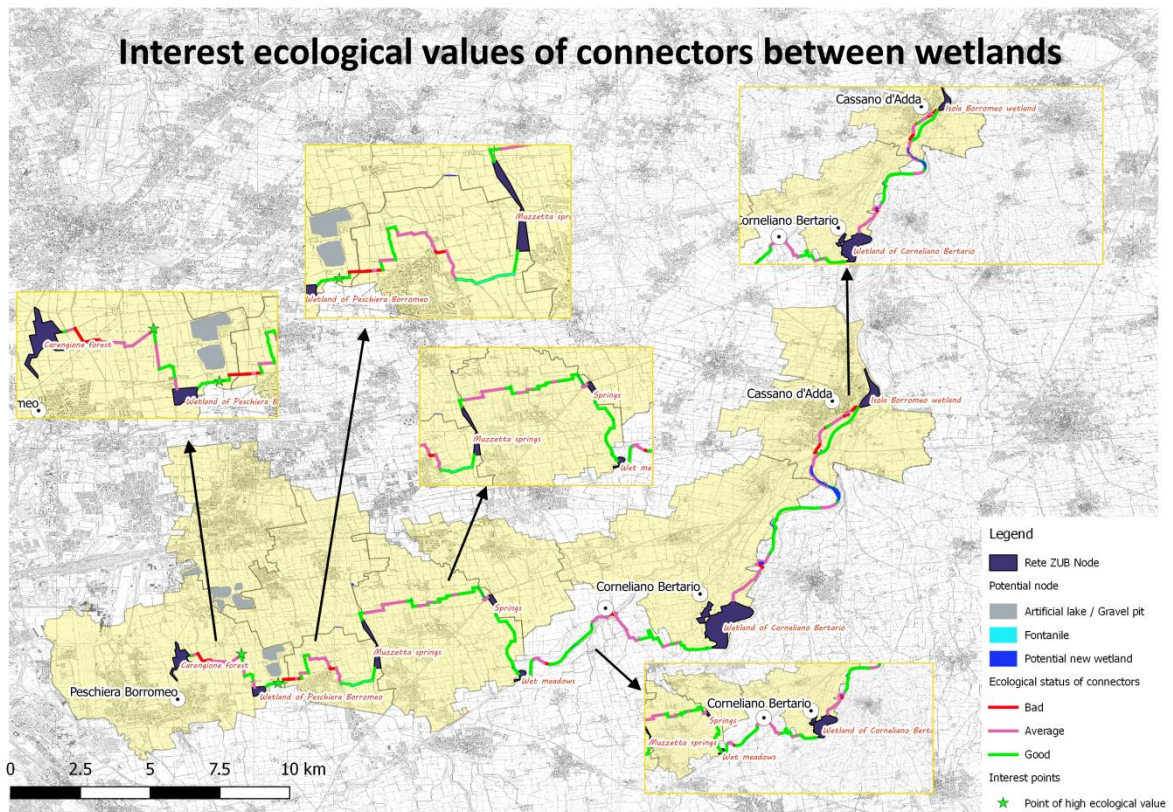 Interest ecological values of connectors between wetlands
Cassano d'Adda
Isola Borromeo wetland
Corneliano Bertario
Wetland of Corneliano Bertario
Muzzetta spri
Wetland of Peschiera Borromeo
Carengione forest
meo
Wetland of Peschiera B
Springs
Muzzetta springs
Wet me
Cassano d'Adda
Isola Borromeo wetland
Corneliano Bertario
Springs
Wetland of Corneliano Bertario
Muzzetta springs
Carengione forest
Wet meadows
Peschiera Borromeo
Wetland of Peschiera Borromeo
Corneliano Bertario
Springs
Wetland of Corneliano Berta
Muzzetta springs
Wet meadows
0 2.5 5 7.5 10 km
Legend
Rete ZUB Node
Potential node
Artificial lake / Gravel pit
Fontanile
Potential new wetland
Ecological status of connectors
Bad
Average
Good
Interest points
Point of high ecological value